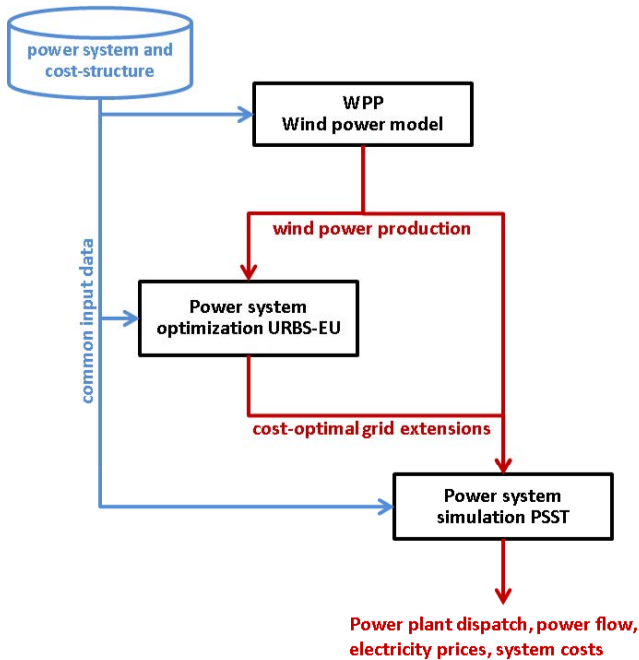 power system and
cost-structure
WPP
Wind power model
wind power production
common input data
Power system
optimization URBS-EU
cost-optimal grid extensions
Power system
simulation PSST
Power plant dispatch, power flow,
electricity prices, system costs